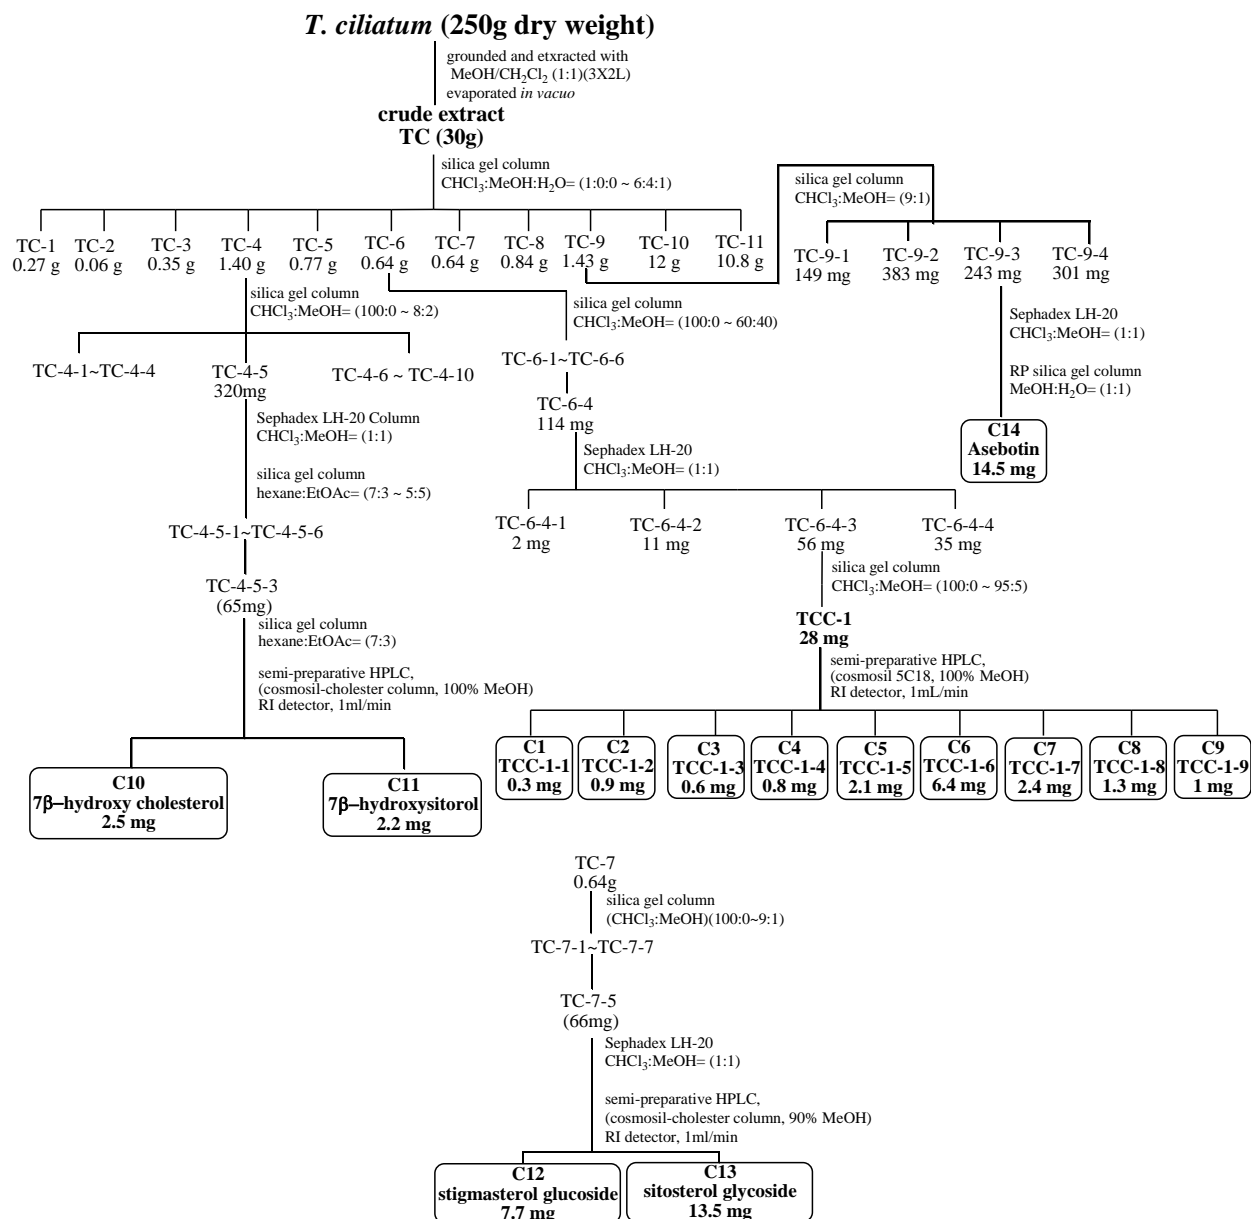 T. ciliatum (250g dry weight)
grounded and etxracted with
MeOH/CH₂Cl₂ (1:1)(3X2L)
evaporated in vacuo
crude extract
TC (30g)
silica gel column
CHCl₃:MeOH:H₂O= (1:0:0 ~ 6:4:1)
TC-1
0.27 g
TC-2
0.06 g
TC-3
0.35 g
TC-4
1.40 g
TC-5
0.77 g
TC-6
0.64 g
TC-7
0.64 g
TC-8
0.84 g
TC-9
1.43 g
TC-10
12 g
TC-11
10.8 g
silica gel column
CHCl₃:MeOH= (9:1)
TC-9-1
149 mg
TC-9-2
383 mg
TC-9-3
243 mg
TC-9-4
301 mg
Sephadex LH-20
CHCl₃:MeOH= (1:1)
RP silica gel column
MeOH:H₂O= (1:1)
C14
Asebotin
14.5 mg
silica gel column
CHCl₃:MeOH= (100:0 ~ 8:2)
TC-4-1~TC-4-4
TC-4-5
320mg
TC-4-6 ~ TC-4-10
Sephadex LH-20 Column
CHCl₃:MeOH= (1:1)
silica gel column
hexane:EtOAc= (7:3 ~ 5:5)
TC-4-5-1~TC-4-5-6
TC-4-5-3
(65mg)
silica gel column
hexane:EtOAc= (7:3)
semi-preparative HPLC,
(cosmosil-cholester column, 100% MeOH)
RI detector, 1ml/min
C10
7β−hydroxy cholesterol
2.5 mg
C11
7β−hydroxysitorol
2.2 mg
silica gel column
CHCl₃:MeOH= (100:0 ~ 60:40)
TC-6-1~TC-6-6
TC-6-4
114 mg
Sephadex LH-20
CHCl₃:MeOH= (1:1)
TC-6-4-1
2 mg
TC-6-4-2
11 mg
TC-6-4-3
56 mg
TC-6-4-4
35 mg
silica gel column
CHCl₃:MeOH= (100:0 ~ 95:5)
TCC-1
28 mg
semi-preparative HPLC,
(cosmosil 5C18, 100% MeOH)
RI detector, 1mL/min
C1
TCC-1-1
0.3 mg
C2
TCC-1-2
0.9 mg
C3
TCC-1-3
0.6 mg
C4
TCC-1-4
0.8 mg
C5
TCC-1-5
2.1 mg
C6
TCC-1-6
6.4 mg
C7
TCC-1-7
2.4 mg
C8
TCC-1-8
1.3 mg
C9
TCC-1-9
1 mg
TC-7
0.64g
silica gel column
(CHCl₃:MeOH)(100:0~9:1)
TC-7-1~TC-7-7
TC-7-5
(66mg)
Sephadex LH-20
CHCl₃:MeOH= (1:1)
semi-preparative HPLC,
(cosmosil-cholester column, 90% MeOH)
RI detector, 1ml/min
C12
stigmasterol glucoside
7.7 mg
C13
sitosterol glycoside
13.5 mg